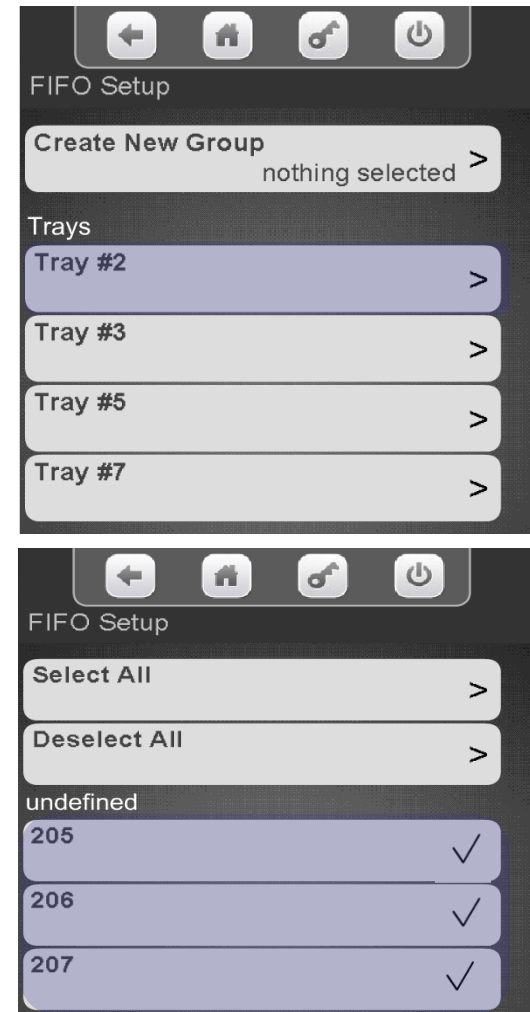 FIFO Setup
Create New Group
nothing selected >
Trays
Tray #2
>
Tray #3
>
Tray #5
>
Tray #7
>
FIFO Setup
Select All
>
Deselect All
>
undefined
205
206
207